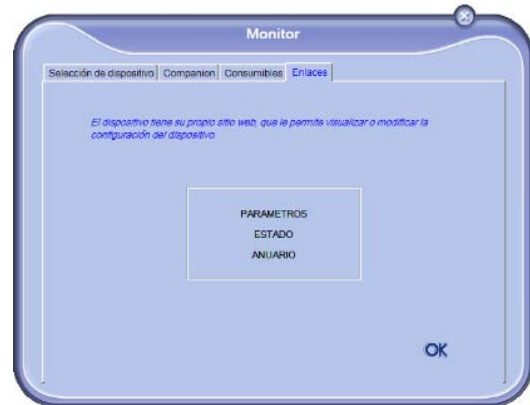 Monitor
Selección de dispositivo Companion Consumibles Enlaces
El dispositivo tiene su propio sitio web, que le permite visualizar o modificar la
configuración del dispositivo.
PARAMETROS
ESTADO
ANUARIO
OK